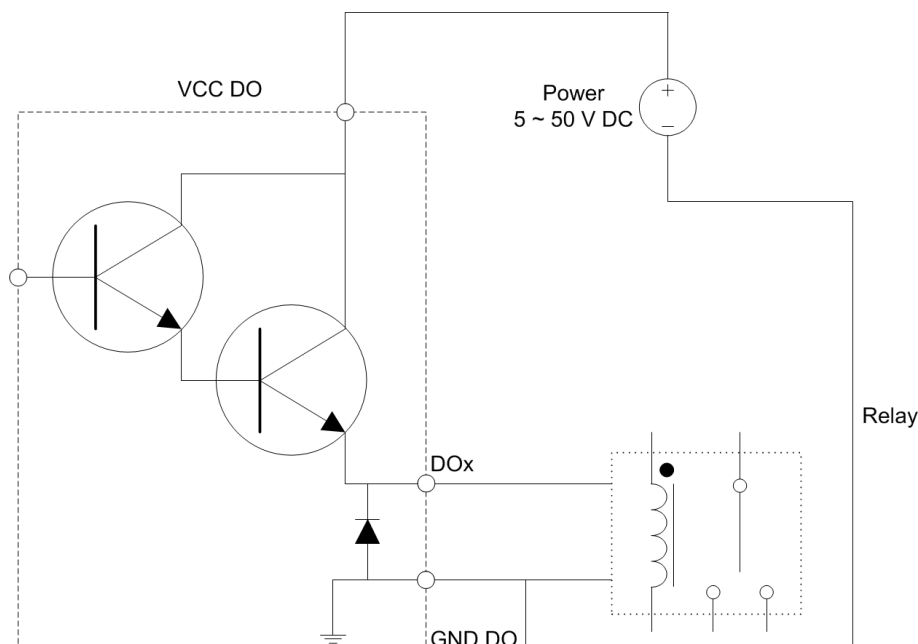 VCC DO
Power
5 ~ 50 V DC
+
−
Relay
DOx
GND DO